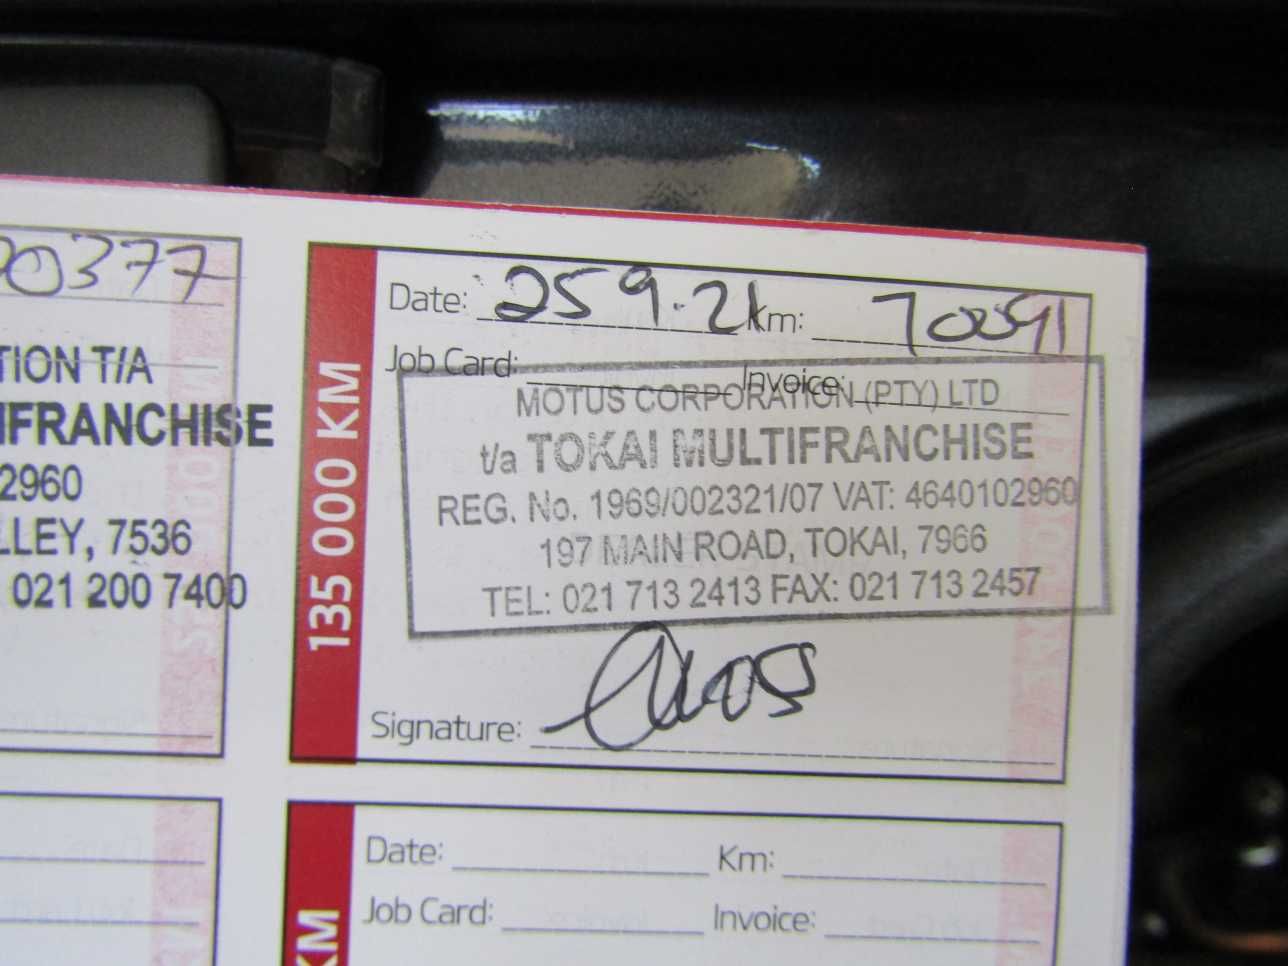 20377
TION T/A
IFRANCHISE
2960
LLEY, 7536
021 200 7400
135 000 KM
Date: 25 9.21 Km: 70091
Job Card: Invoice:
MOTUS CORPORATION (PTY) LTD
t/a TOKAI MULTIFRANCHISE
REG. No. 1969/002321/07 VAT: 4640102960
197 MAIN ROAD, TOKAI, 7966
TEL: 021 713 2413 FAX: 021 713 2457
Signature:
KM
Date: Km:
Job Card: Invoice: